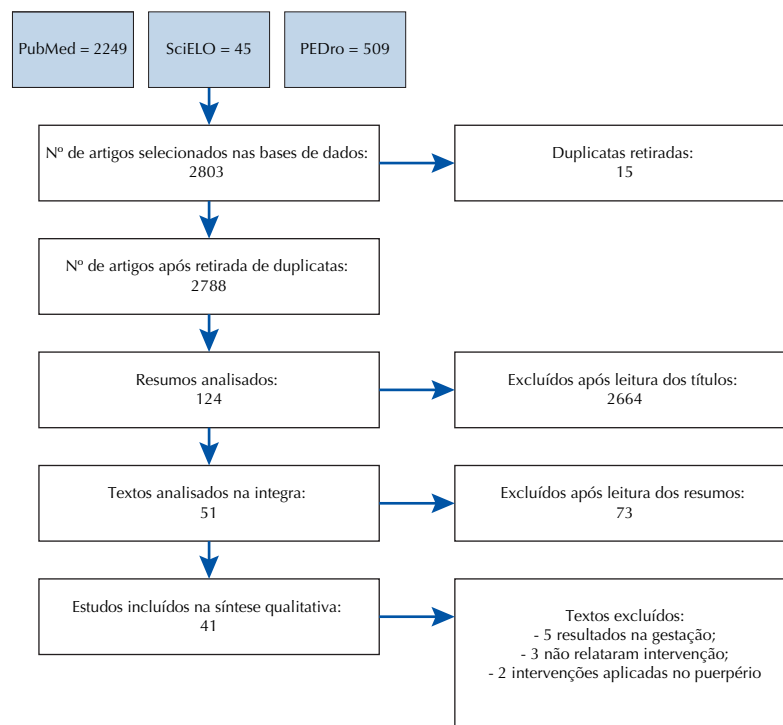 PubMed = 2249
SciELO = 45
PEDro = 509
Nº de artigos selecionados nas bases de dados:
2803
Duplicatas retiradas:
15
Nº de artigos após retirada de duplicatas:
2788
Resumos analisados:
124
Excluídos após leitura dos títulos:
2664
Textos analisados na integra:
51
Excluídos após leitura dos resumos:
73
Estudos incluídos na síntese qualitativa:
41
Textos excluídos:
- 5 resultados na gestação;
- 3 não relataram intervenção;
- 2 intervenções aplicadas no puerpério